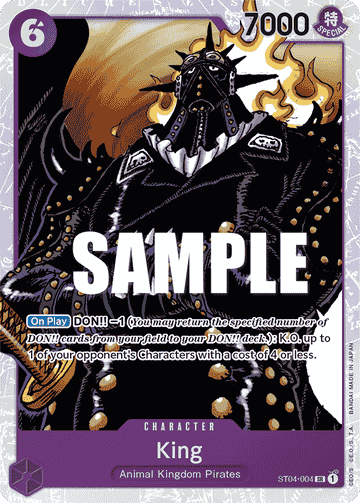 6
7000
特
SPECIAL
SAMPLE
On Play DON!! −1 (You may return the specified number of
DON!! cards from your field to your DON!! deck.): K.O. up to
1 of your opponent's Characters with a cost of 4 or less.
CHARACTER
King
Animal Kingdom Pirates
ST04-004 SR 1
BANDAI MADE IN JAPAN